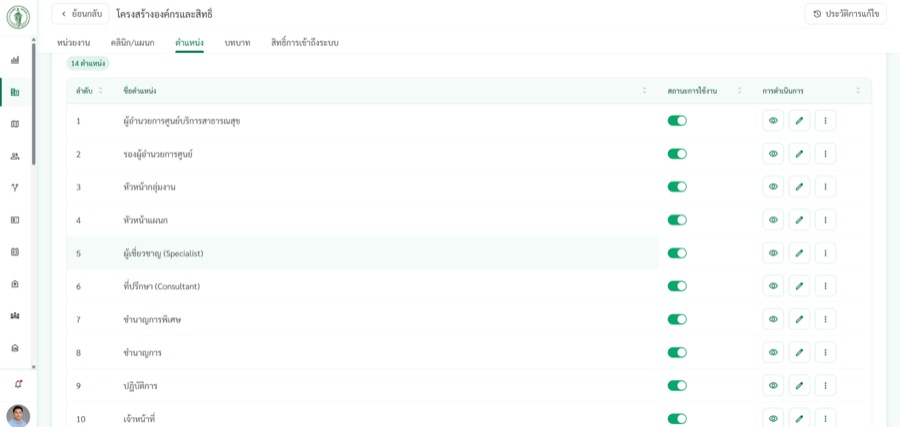 ย้อนกลับ
โครงสร้างองค์กรและสิทธิ์
ประวัติการแก้ไข
หน่วยงาน
คลินิก/แผนก
ตำแหน่ง
บทบาท
สิทธิ์การเข้าถึงระบบ
14 ตำแหน่ง
ลำดับ ชื่อตำแหน่ง สถานะการใช้งาน การดำเนินการ
1 ผู้อำนวยการศูนย์บริการสาธารณสุข
2 รองผู้อำนวยการศูนย์
3 หัวหน้ากลุ่มงาน
4 หัวหน้าแผนก
5 ผู้เชี่ยวชาญ (Specialist)
6 ที่ปรึกษา (Consultant)
7 ชำนาญการพิเศษ
8 ชำนาญการ
9 ปฏิบัติการ
10 เจ้าหน้าที่